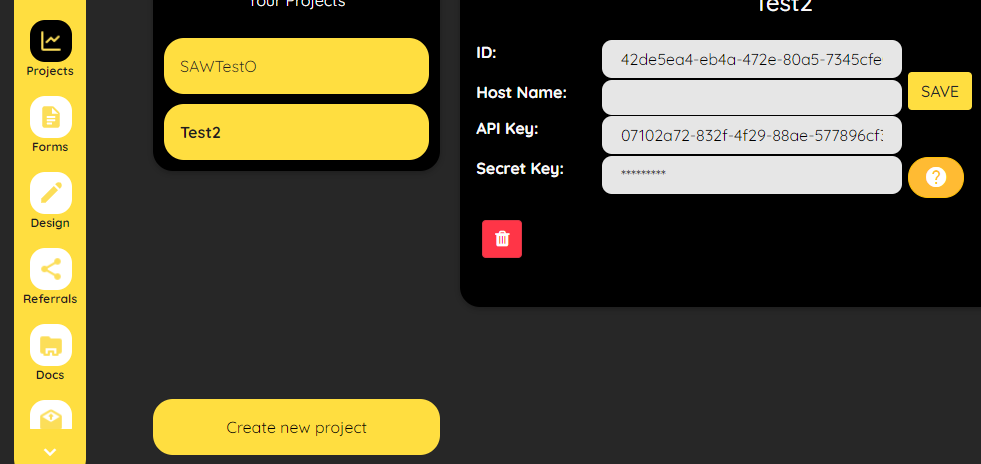 Projects
Forms
Design
Referrals
Docs
Your Projects
SAWTestO
Test2
Create new project
Test2
ID:
42de5ea4-eb4a-472e-80a5-7345cfe
Host Name:
SAVE
API Key:
07102a72-832f-4f29-88ae-577896cf
Secret Key:
*********
?